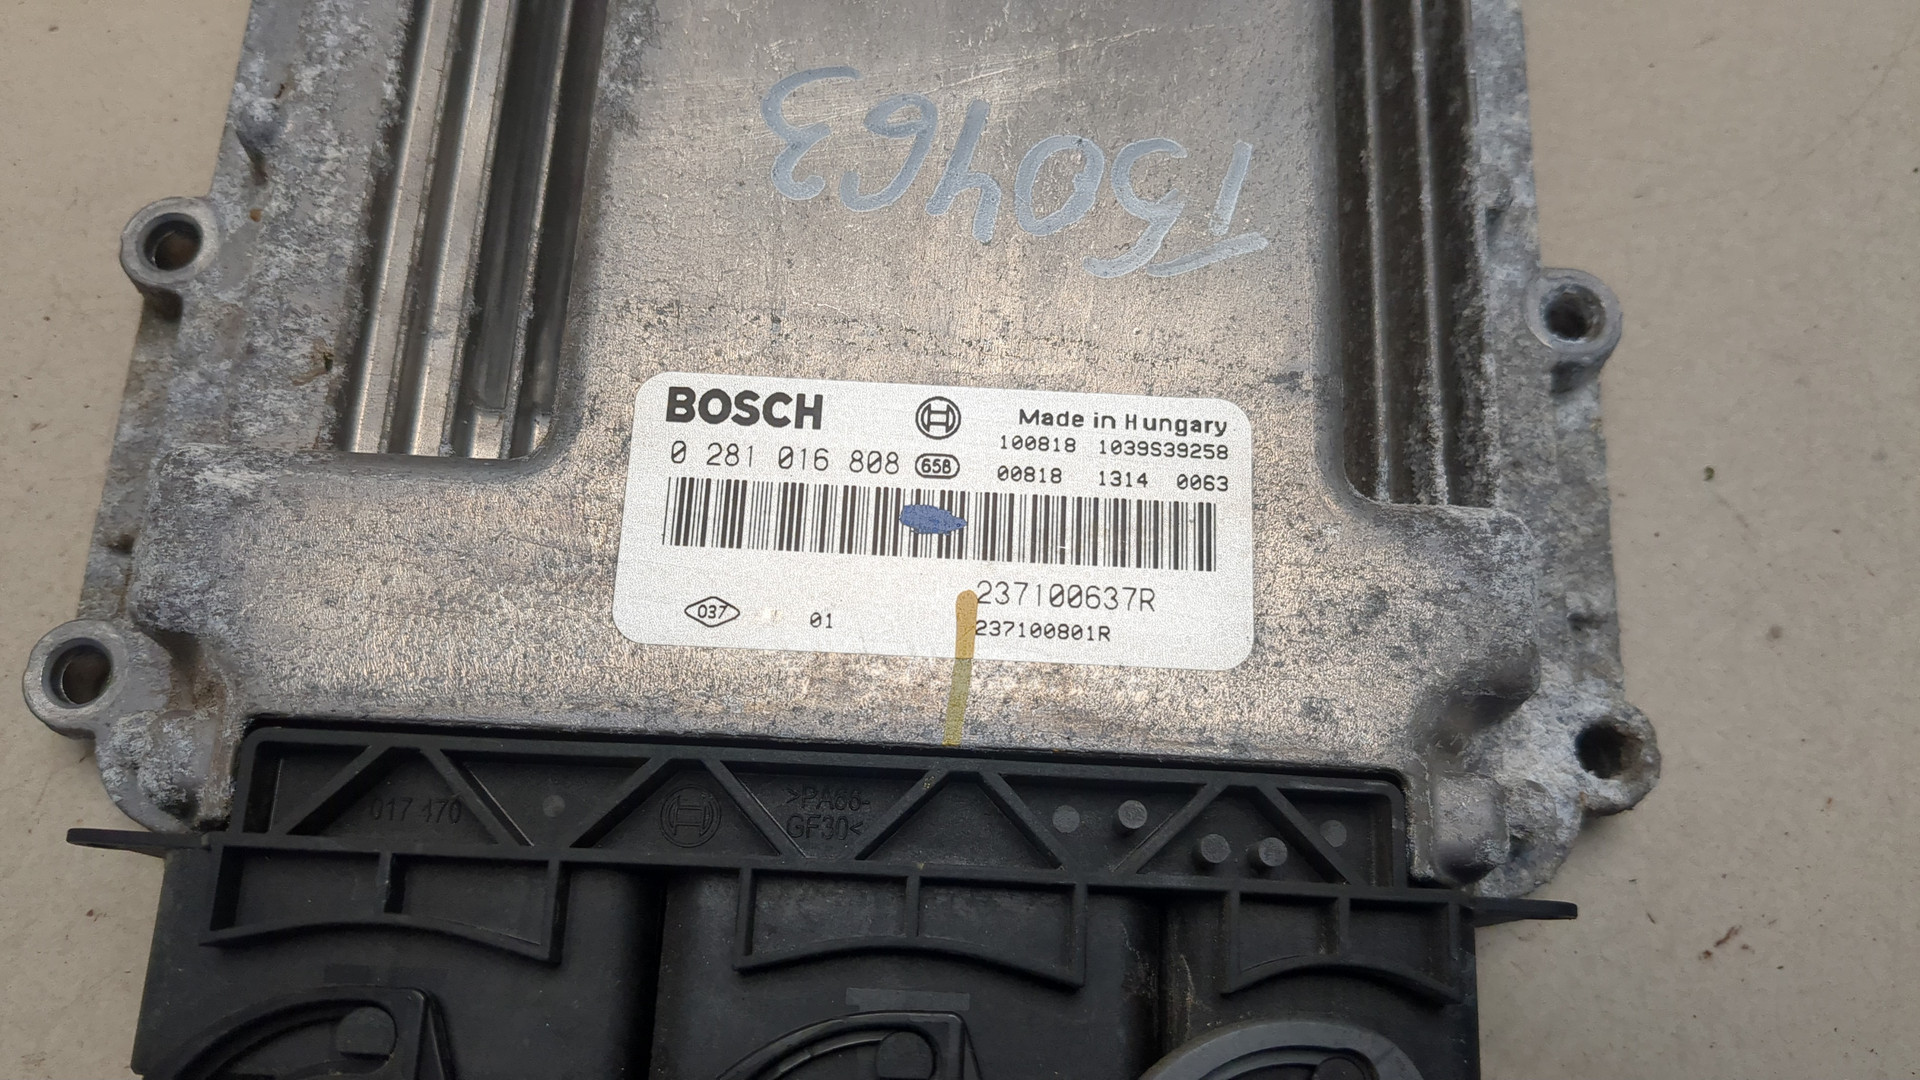 T50463
BOSCH
Made in Hungary
100818 1039S39258
0 281 016 808 658
00818 1314 0063
237100637R
037 01
237100801R
017 470
>PA66-
GF30<